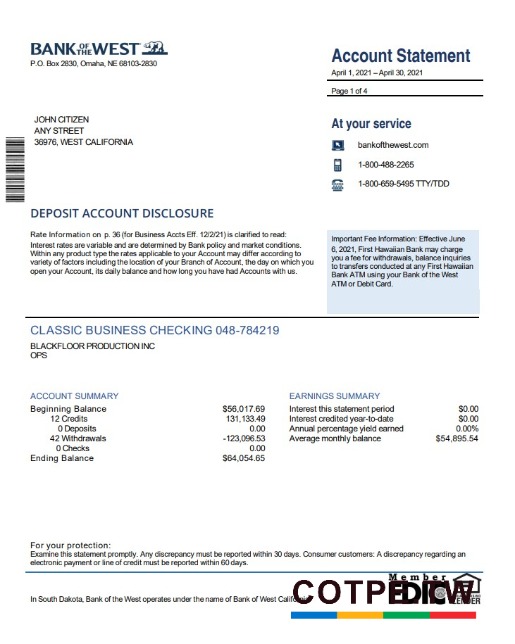 BANK OF THE WEST
P.O. Box 2830, Omaha, NE 68103-2830
Account Statement
April 1, 2021 – April 30, 2021
Page 1 of 4
JOHN CITIZEN
ANY STREET
36976, WEST CALIFORNIA
At your service
bankofthewest.com
1-800-488-2265
1-800-659-5495 TTY/TDD
DEPOSIT ACCOUNT DISCLOSURE
Rate Information on p. 36 (for Business Accts Eff. 12/2/21) is clarified to read:
Interest rates are variable and are determined by Bank policy and market conditions.
Within any product type the rates applicable to your Account may differ according to
variety of factors including the location of your Branch of Account, the day on which you
open your Account, its daily balance and how long you have had Accounts with us.
Important Fee Information: Effective June
6, 2021, First Hawaiian Bank may charge
you a fee for withdrawals, balance inquiries
to transfers conducted at any First Hawaiian
Bank ATM using your Bank of the West
ATM or Debit Card.
CLASSIC BUSINESS CHECKING 048-784219
BLACKFLOOR PRODUCTION INC
OPS
ACCOUNT SUMMARY
Beginning Balance $56,017.69
12 Credits 131,133.49
0 Deposits 0.00
42 Withdrawals -123,096.53
0 Checks 0.00
Ending Balance $64,054.65
EARNINGS SUMMARY
Interest this statement period $0.00
Interest credited year-to-date $0.00
Annual percentage yield earned 0.00%
Average monthly balance $54,895.54
For your protection:
Examine this statement promptly. Any discrepancy must be reported within 30 days. Consumer customers: A discrepancy regarding an
electronic payment or line of credit must be reported within 60 days.
In South Dakota, Bank of the West operates under the name of Bank of West California
Member
LENDER